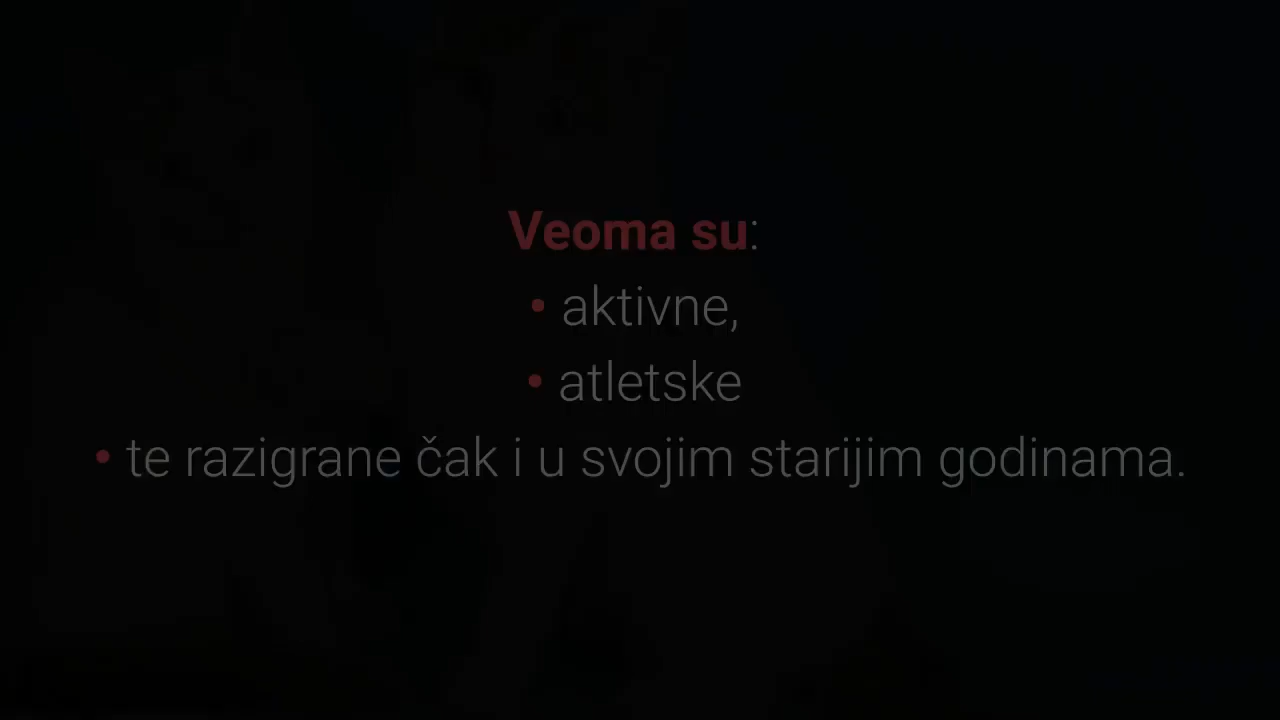 Veoma su:
• aktivne,
• atletske
• te razigrane čak i u svojim starijim godinama.